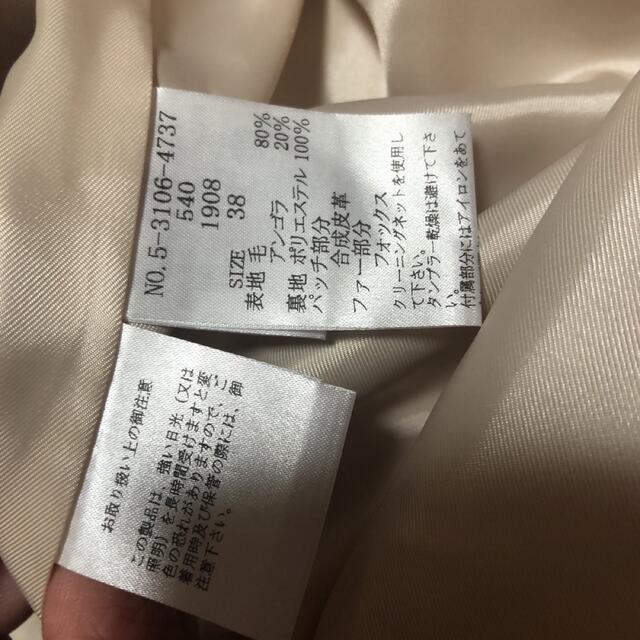 NO.5-3106-4737
540
1908
SIZE 38
表地 毛 80%
アンゴラ 20%
裏地 ポリエステル 100%
パッチ部分
合成皮革
ファー部分
フォックス
クリーニングネットを使用し
て下さい。
タンブラー乾燥は避けて下さ
い。
付属部分にはアイロンをあて
お取り扱い上の御注意
この製品は、強い日光(又は
照明)を長時間受けますと変
色の恐れがありますので、ご
着用時及び保管の際には、御
注意下さい。